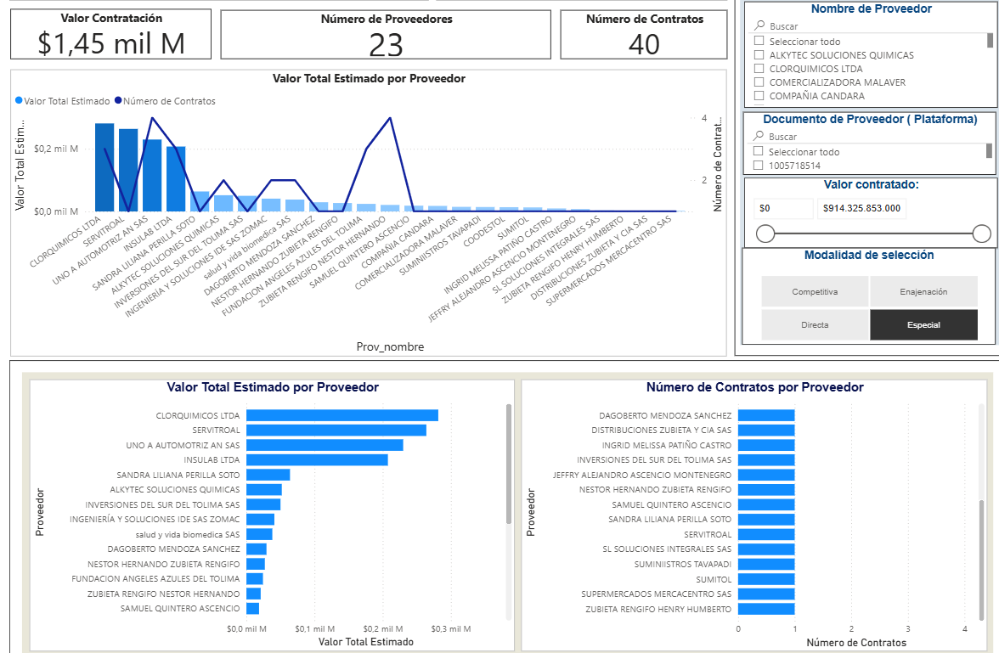 Valor Contratación
$1,45 mil M
Número de Proveedores
23
Número de Contratos
40
Valor Total Estimado por Proveedor
Valor Total Estimado
Número de Contratos
Valor Total Estim...
$0,2 mil M
$0,0 mil M
4
2
Número de Contrat...
CLORQUIMICOS LTDA
SERVITROAL
UNO A AUTOMOTRIZ AN SAS
INSULAB LTDA
SANDRA LILIANA PERILLA SOTO
ALKYTEC SOLUCIONES QUIMICAS
INVERSIONES DEL SUR DEL TOLIMA SAS
INGENIERÍA Y SOLUCIONES IDE SAS ZOMAC
salud y vida biomedica SAS
DAGOBERTO MENDOZA SANCHEZ
NESTOR HERNANDO ZUBIETA RENGIFO
FUNDACION ANGELES AZULES DEL TOLIMA
ZUBIETA RENGIFO NESTOR HERNANDO
SAMUEL QUINTERO ASCENCIO
COMPAÑIA CANDARA
COMERCIALIZADORA MALAVER
SUMINIISTROS TAVAPADI
COODESTOL
SUMITOL
INGRID MELISSA PATIÑO CASTRO
JEFFRY ALEJANDRO ASCENCIO MONTENEGRO
SL SOLUCIONES INTEGRALES SAS
ZUBIETA RENGIFO HENRY HUMBERTO
DISTRIBUCIONES ZUBIETA Y CIA SAS
SUPERMERCADOS MERCACENTRO SAS
Prov_nombre
Nombre de Proveedor
Buscar
Seleccionar todo
ALKYTEC SOLUCIONES QUIMICAS
CLORQUIMICOS LTDA
COMERCIALIZADORA MALAVER
COMPAÑIA CANDARA
Documento de Proveedor ( Plataforma)
Buscar
Seleccionar todo
1005718514
Valor contratado:
$0
$914.325.853.000
Modalidad de selección
Competitiva
Enajenación
Directa
Especial
Valor Total Estimado por Proveedor
Proveedor
CLORQUIMICOS LTDA
SERVITROAL
UNO A AUTOMOTRIZ AN SAS
INSULAB LTDA
SANDRA LILIANA PERILLA SOTO
ALKYTEC SOLUCIONES QUIMICAS
INVERSIONES DEL SUR DEL TOLIMA SAS
INGENIERÍA Y SOLUCIONES IDE SAS ZOMAC
salud y vida biomedica SAS
DAGOBERTO MENDOZA SANCHEZ
NESTOR HERNANDO ZUBIETA RENGIFO
FUNDACION ANGELES AZULES DEL TOLIMA
ZUBIETA RENGIFO NESTOR HERNANDO
SAMUEL QUINTERO ASCENCIO
$0,0 mil M
$0,1 mil M
$0,2 mil M
$0,3 mil M
Valor Total Estimado
Número de Contratos por Proveedor
Proveedor
DAGOBERTO MENDOZA SANCHEZ
DISTRIBUCIONES ZUBIETA Y CIA SAS
INGRID MELISSA PATIÑO CASTRO
INVERSIONES DEL SUR DEL TOLIMA SAS
JEFFRY ALEJANDRO ASCENCIO MONTENEGRO
NESTOR HERNANDO ZUBIETA RENGIFO
SAMUEL QUINTERO ASCENCIO
SANDRA LILIANA PERILLA SOTO
SERVITROAL
SL SOLUCIONES INTEGRALES SAS
SUMINIISTROS TAVAPADI
SUMITOL
SUPERMERCADOS MERCACENTRO SAS
ZUBIETA RENGIFO HENRY HUMBERTO
0
1
2
3
4
Número de Contratos